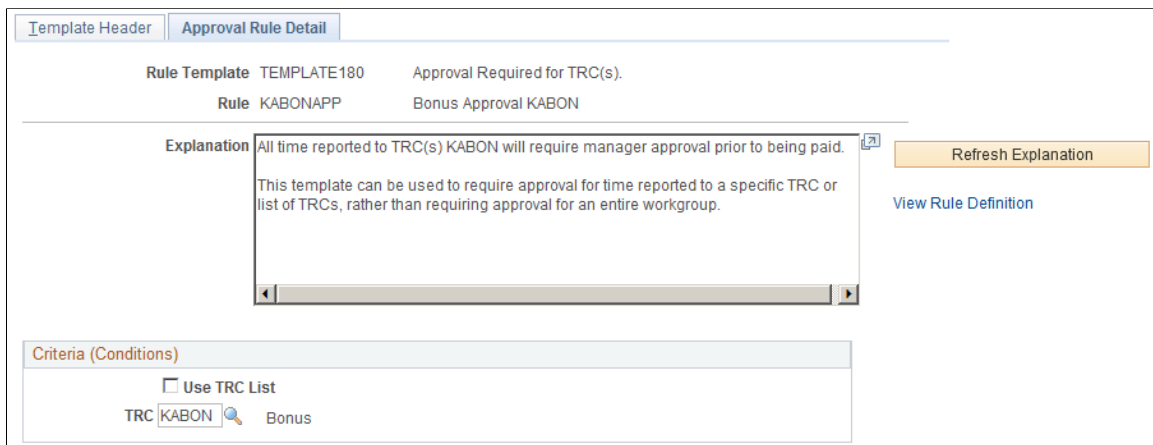 Template Header Approval Rule Detail
Rule Template TEMPLATE180 Approval Required for TRC(s).
Rule KABONAPP Bonus Approval KABON
Explanation All time reported to TRC(s) KABON will require manager approval prior to being paid.
Refresh Explanation
This template can be used to require approval for time reported to a specific TRC or
list of TRCs, rather than requiring approval for an entire workgroup.
View Rule Definition
Criteria (Conditions)
Use TRC List
TRC KABON Bonus